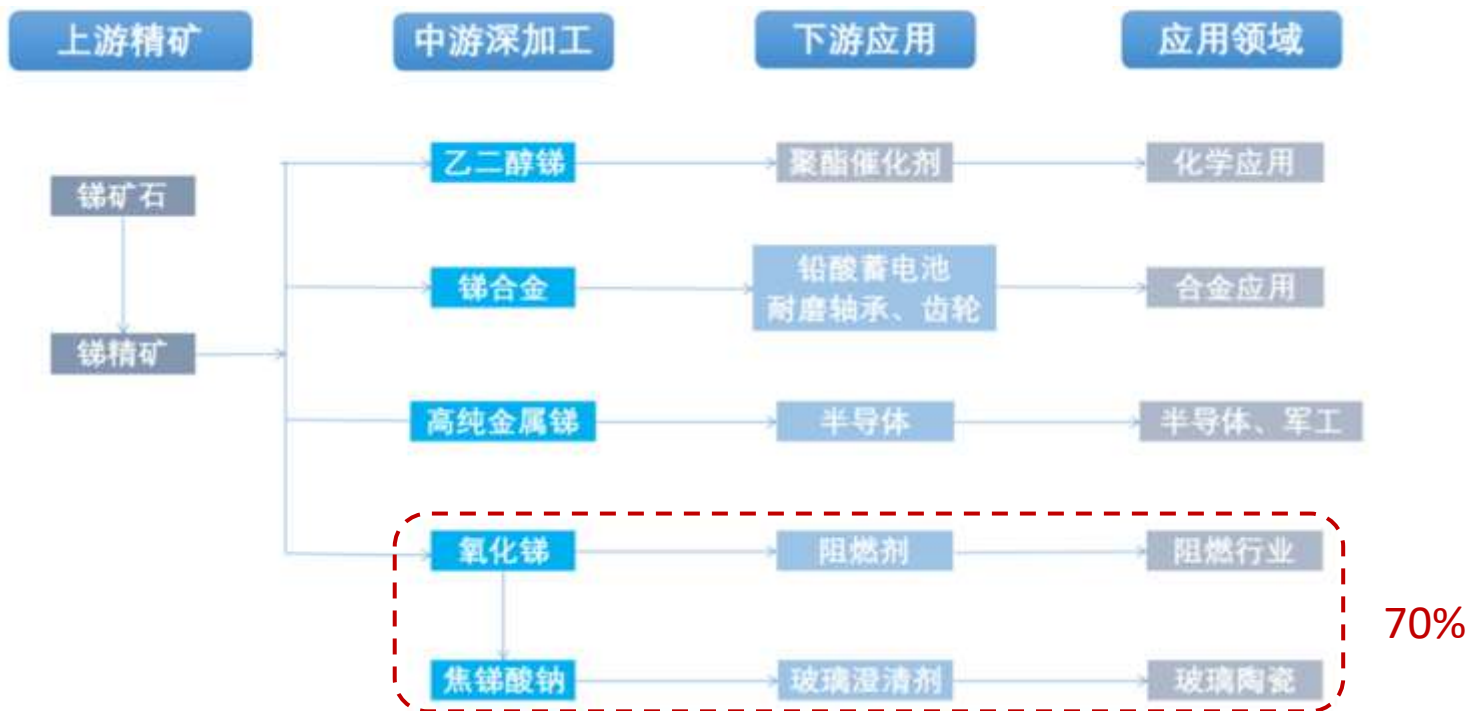 上游精矿
中游深加工
下游应用
应用领域
锑矿石
锑精矿
乙二醇锑
聚酯催化剂
化学应用
锑合金
铅酸蓄电池
耐磨轴承、齿轮
合金应用
高纯金属锑
半导体
半导体、军工
氧化锑
阻燃剂
阻燃行业
焦锑酸钠
玻璃澄清剂
玻璃陶瓷
70%